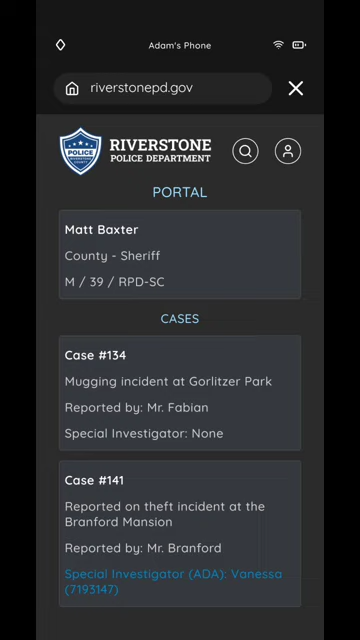 Adam's Phone
riverstonepd.gov
POLICE
RIVERSTONE
POLICE DEPARTMENT
PORTAL
Matt Baxter
County - Sheriff
M / 39 / RPD-SC
CASES
Case #134
Mugging incident at Gorlitzer Park
Reported by: Mr. Fabian
Special Investigator: None
Case #141
Reported on theft incident at the
Branford Mansion
Reported by: Mr. Branford
Special Investigator (ADA): Vanessa
(7193147)